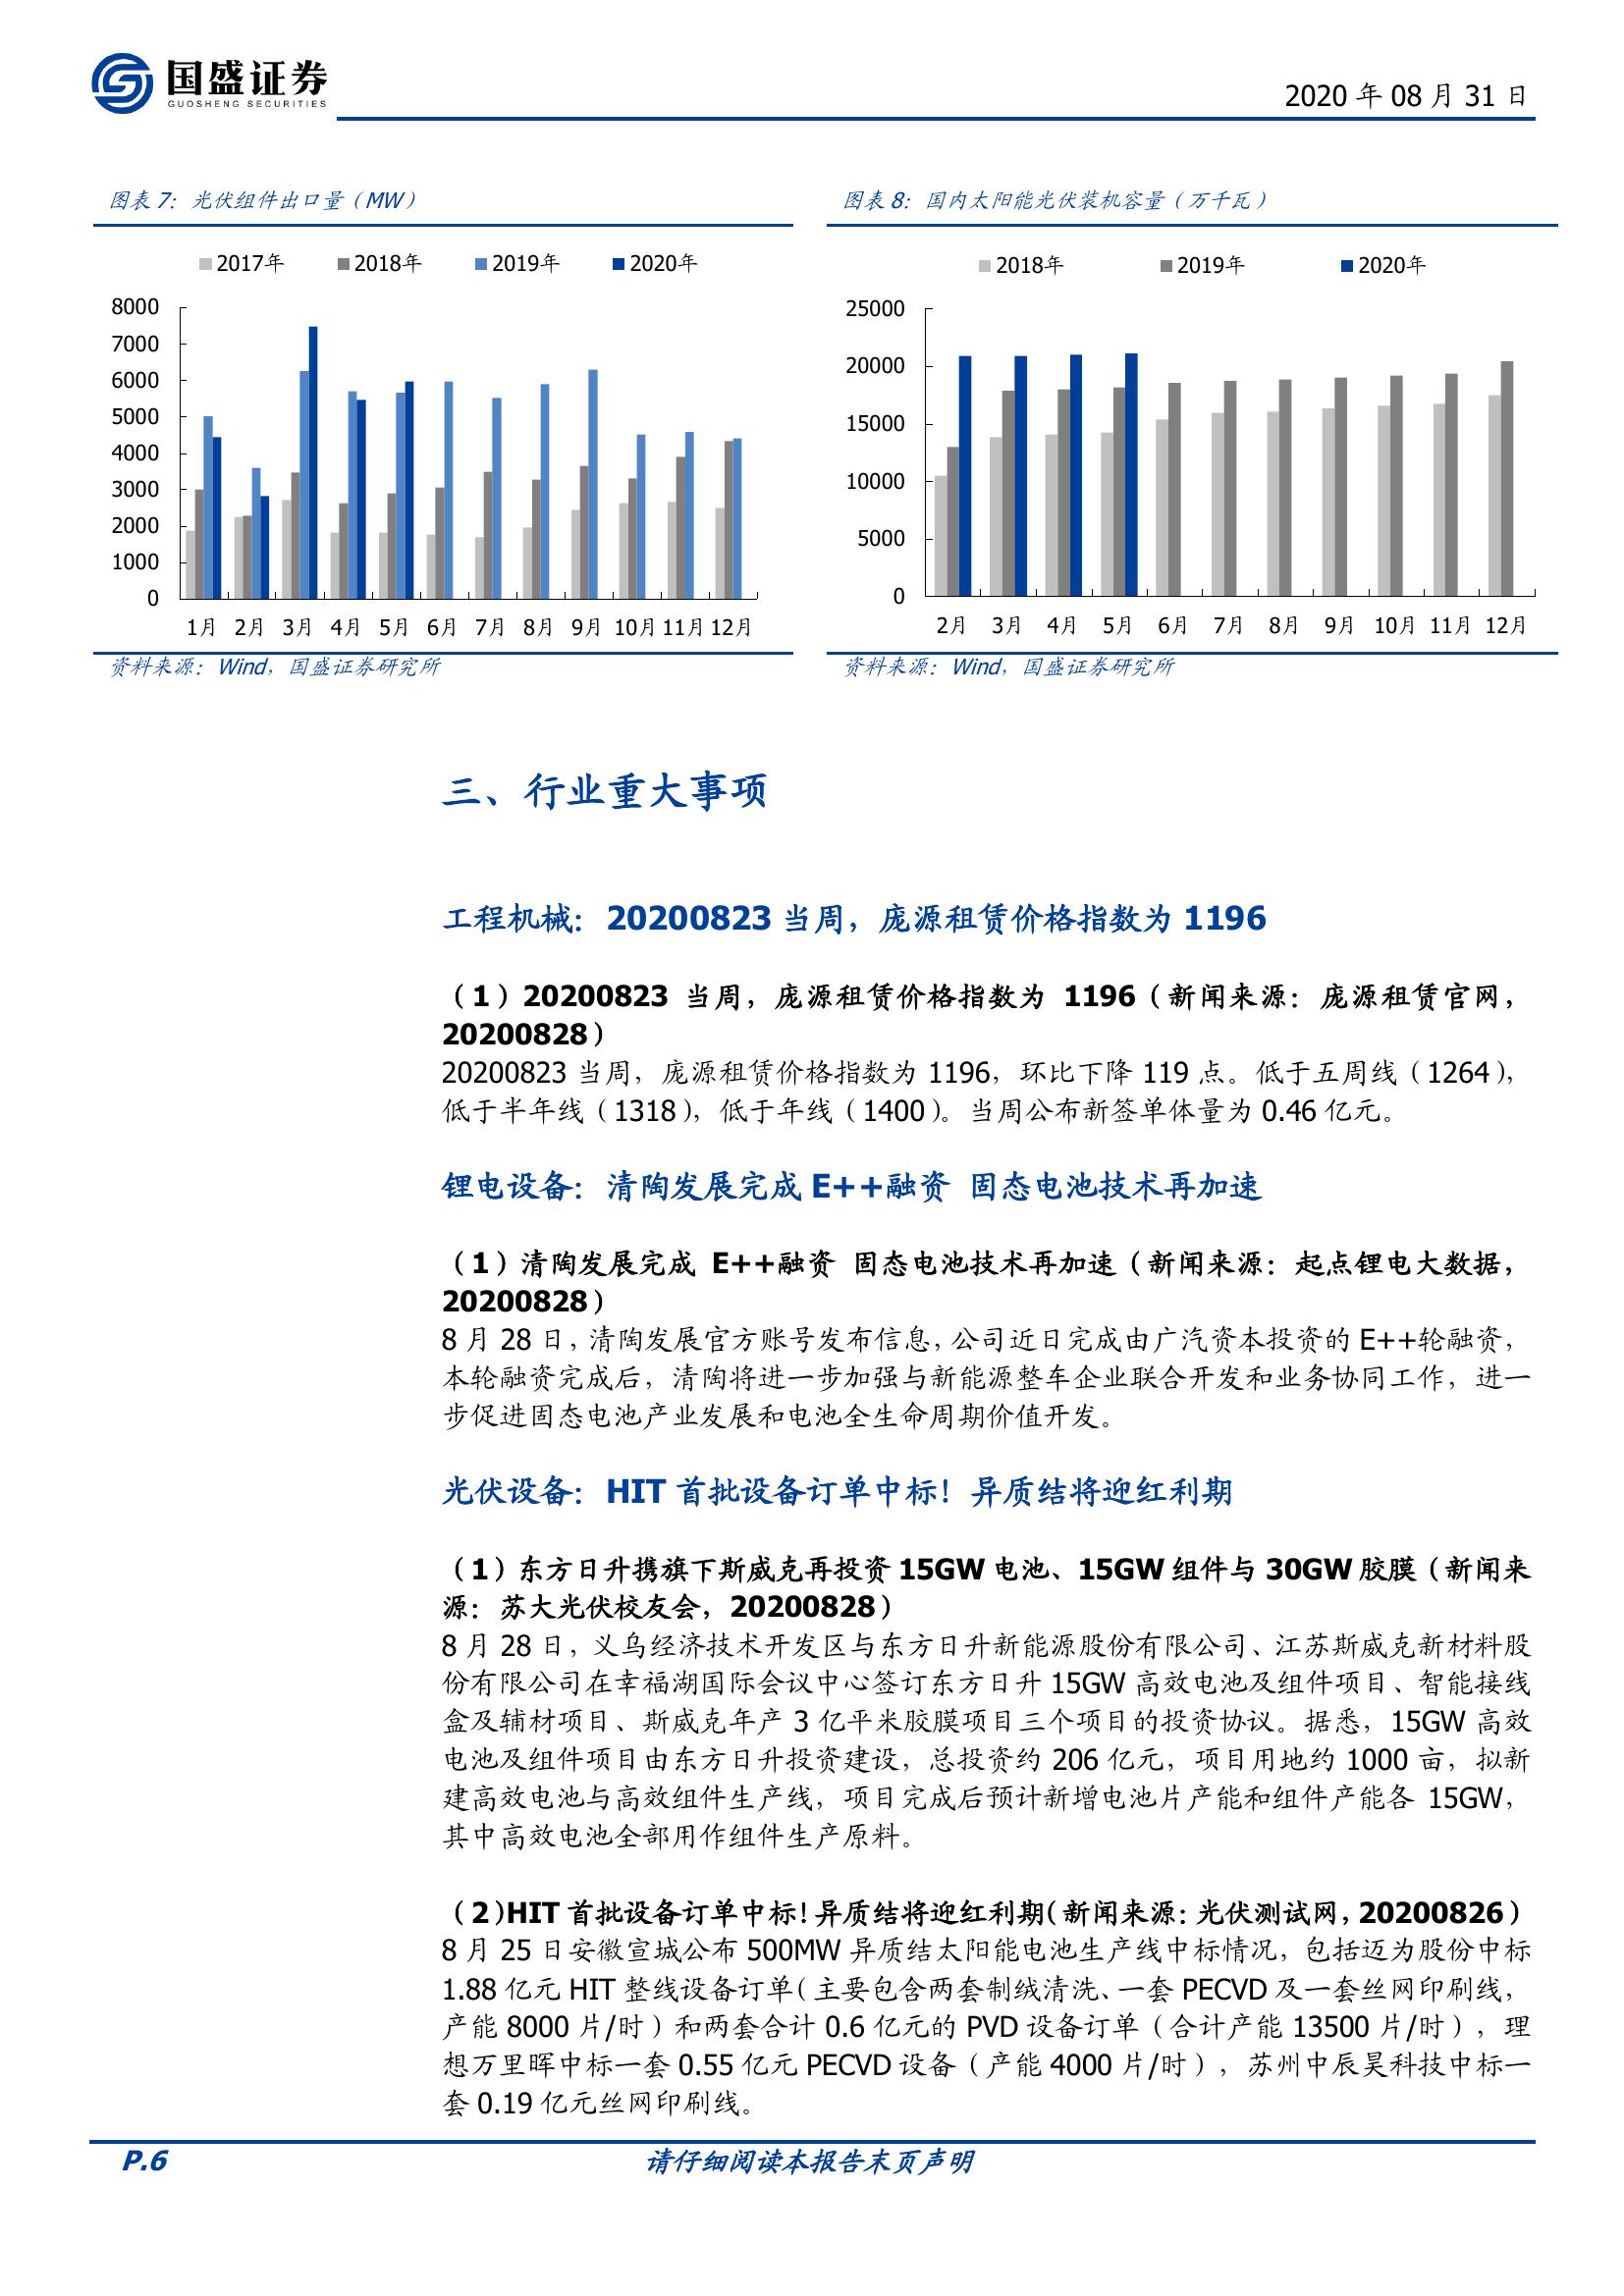 国盛证券
GUOSHENG SECURITIES
2020 年 08 月 31 日
图表 7：光伏组件出口量（MW）
2017年 2018年 2019年 2020年
8000
7000
6000
5000
4000
3000
2000
1000
0
1月 2月 3月 4月 5月 6月 7月 8月 9月 10月 11月 12月
资料来源：Wind，国盛证券研究所
图表 8：国内太阳能光伏装机容量（万千瓦）
2018年 2019年 2020年
25000
20000
15000
10000
5000
0
2月 3月 4月 5月 6月 7月 8月 9月 10月 11月 12月
资料来源：Wind，国盛证券研究所
三、行业重大事项
工程机械：20200823 当周，庞源租赁价格指数为 1196
（1）20200823 当周，庞源租赁价格指数为 1196（新闻来源：庞源租赁官网，
20200828）
20200823 当周，庞源租赁价格指数为 1196，环比下降 119 点。低于五周线（1264），
低于半年线（1318），低于年线（1400）。当周公布新签单体量为 0.46 亿元。
锂电设备：清陶发展完成 E++融资 固态电池技术再加速
（1）清陶发展完成 E++融资 固态电池技术再加速（新闻来源：起点锂电大数据，
20200828）
8 月 28 日，清陶发展官方账号发布信息，公司近日完成由广汽资本投资的 E++轮融资，
本轮融资完成后，清陶将进一步加强与新能源整车企业联合开发和业务协同工作，进一
步促进固态电池产业发展和电池全生命周期价值开发。
光伏设备：HIT 首批设备订单中标！异质结将迎红利期
（1）东方日升携旗下斯威克再投资 15GW 电池、15GW 组件与 30GW 胶膜（新闻来
源：苏大光伏校友会，20200828）
8 月 28 日，义乌经济技术开发区与东方日升新能源股份有限公司、江苏斯威克新材料股
份有限公司在幸福湖国际会议中心签订东方日升 15GW 高效电池及组件项目、智能接线
盒及辅材项目、斯威克年产 3 亿平米胶膜项目三个项目的投资协议。据悉，15GW 高效
电池及组件项目由东方日升投资建设，总投资约 206 亿元，项目用地约 1000 亩，拟新
建高效电池与高效组件生产线，项目完成后预计新增电池片产能和组件产能各 15GW，
其中高效电池全部用作组件生产原料。
（2）HIT 首批设备订单中标！异质结将迎红利期（新闻来源：光伏测试网，20200826）
8 月 25 日安徽宣城公布 500MW 异质结太阳能电池生产线中标情况，包括迈为股份中标
1.88 亿元 HIT 整线设备订单（主要包含两套制绒清洗、一套 PECVD 及一套丝网印刷线，
产能 8000 片/时）和两套合计 0.6 亿元的 PVD 设备订单（合计产能 13500 片/时），理
想万里晖中标一套 0.55 亿元 PECVD 设备（产能 4000 片/时），苏州中辰昊科技中标一
套 0.19 亿元丝网印刷线。
P.6
请仔细阅读本报告末页声明